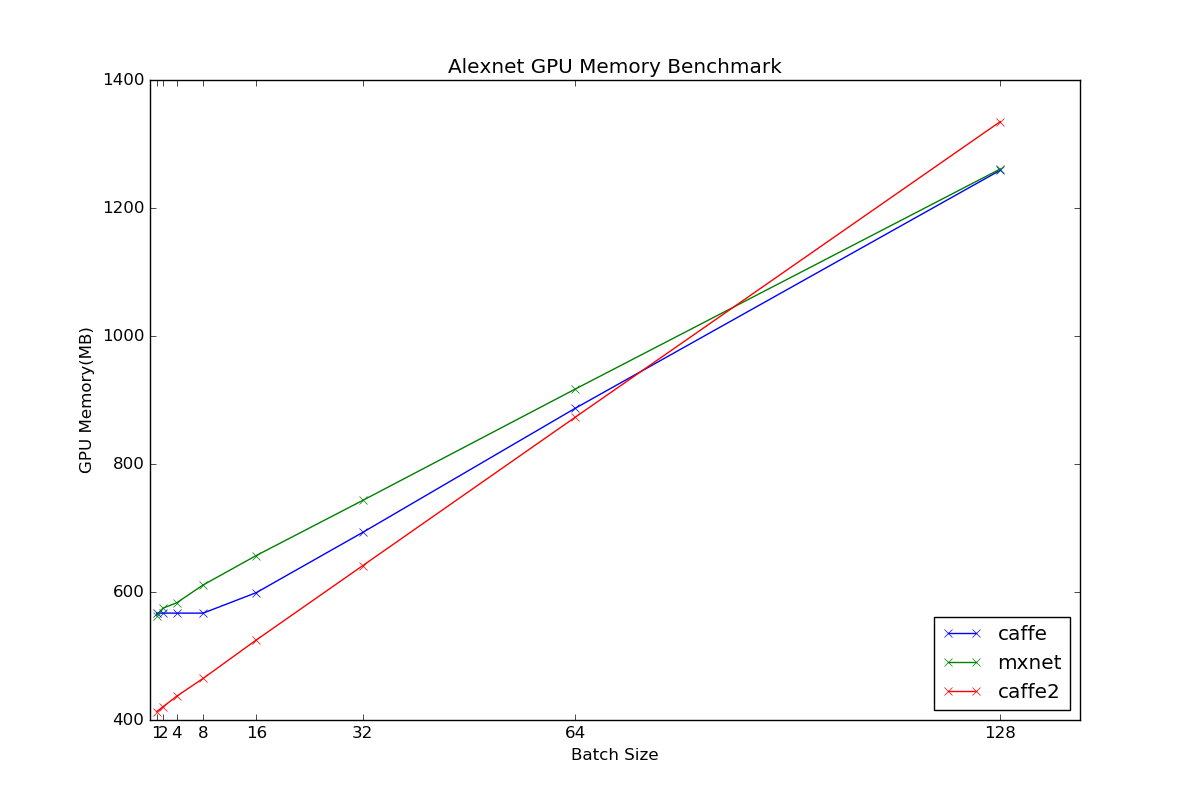 Alexnet GPU Memory Benchmark
1400
1200
1000
800
600
400
GPU Memory(MB)
1 2 4 8 16 32 64 128
Batch Size
caffe
mxnet
caffe2